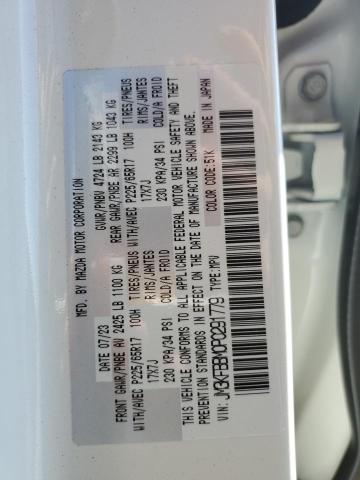 MFD. BY MAZDA MOTOR CORPORATION
07/23 GVWR/PNBV 4724 LB 2143 KG
FRONT GAWR/PNBE AV 2425 LB 1100 KG REAR GAWR/PNBE AR 2299 LB 1043 KG
WITH/AVEC P225/65R17 100H TIRES/PNEUS WITH/AVEC P225/65R17 100H TIRES/PNEUS
17X7J RIMS/JANTES 17X7J RIMS/JANTES
230 KPA/34 PSI COLD/A FROID 230 KPA/34 PSI COLD/A FROID
THIS VEHICLE CONFORMS TO ALL APPLICABLE FEDERAL MOTOR VEHICLE SAFETY AND THEFT
PREVENTION STANDARDS IN EFFECT ON THE DATE OF MANUFACTURE SHOWN ABOVE.
VIN: TYPE:MPV COLOR CODE:51K MADE IN JAPAN